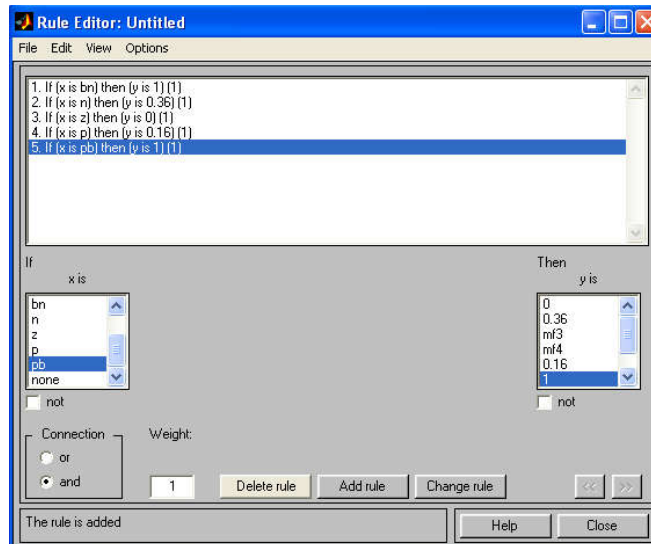 Rule Editor: Untitled
File Edit View Options
1. If (x is bn) then (y is 1) (1)
2. If (x is n) then (y is 0.36) (1)
3. If (x is z) then (y is 0) (1)
4. If (x is p) then (y is 0.16) (1)
5. If (x is pb) then (y is 1) (1)
If
x is
bn
n
z
p
pb
none
not
Then
y is
0
0.36
mf3
mf4
0.16
1
not
Connection
or
and
Weight:
1
Delete rule
Add rule
Change rule
<<
>>
The rule is added
Help
Close